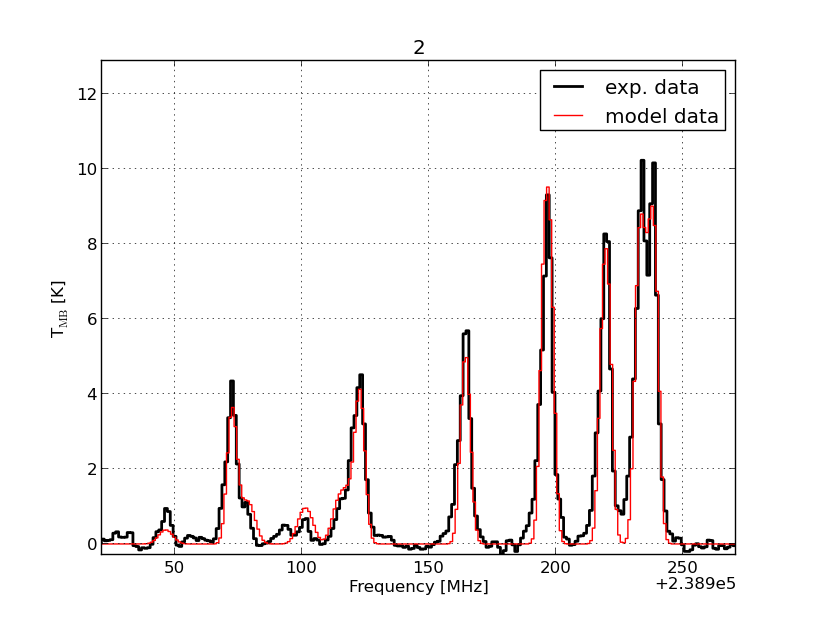 2
exp. data
model data
12
10
8
6
4
2
0
T_MB [K]
50
100
150
200
250
Frequency [MHz]
+2.389e5